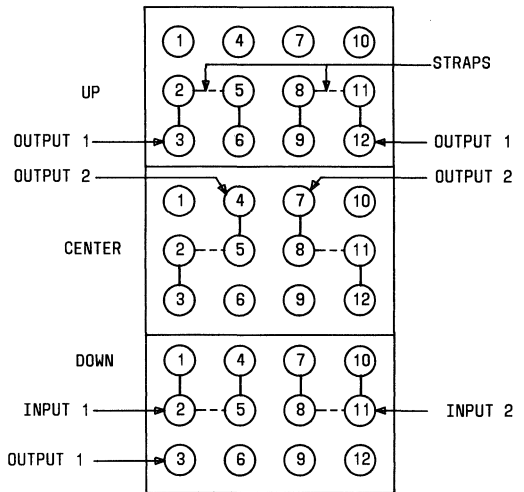 1 4 7 10
STRAPS
UP 2 5 8 11
OUTPUT 1 3 6 9 12 OUTPUT 1
OUTPUT 2 OUTPUT 2
1 4 7 10
CENTER 2 5 8 11
3 6 9 12
DOWN 1 4 7 10
INPUT 1 2 5 8 11 INPUT 2
OUTPUT 1 3 6 9 12